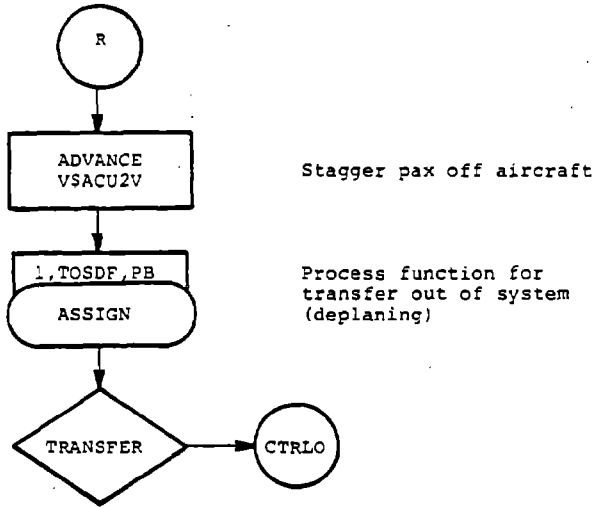 R
ADVANCE
V$ACU2V
Stagger pax off aircraft
1,TOSDF,PB
ASSIGN
Process function for
transfer out of system
(deplaning)
TRANSFER
CTRLO